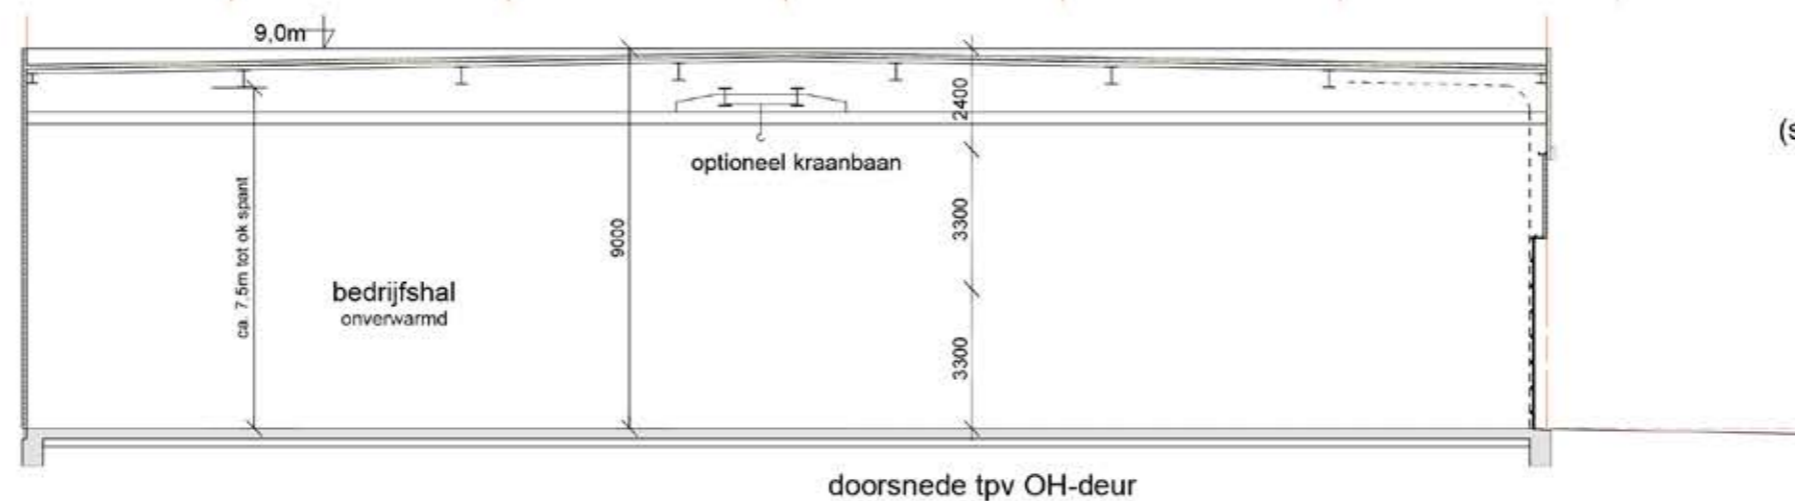 9,0m
2400
optioneel kraanbaan
ca. 7,5m tot ok spant
9000
3300
bedrijfshal
onverwarmd
3300
doorsnede tpv OH-deur
(s